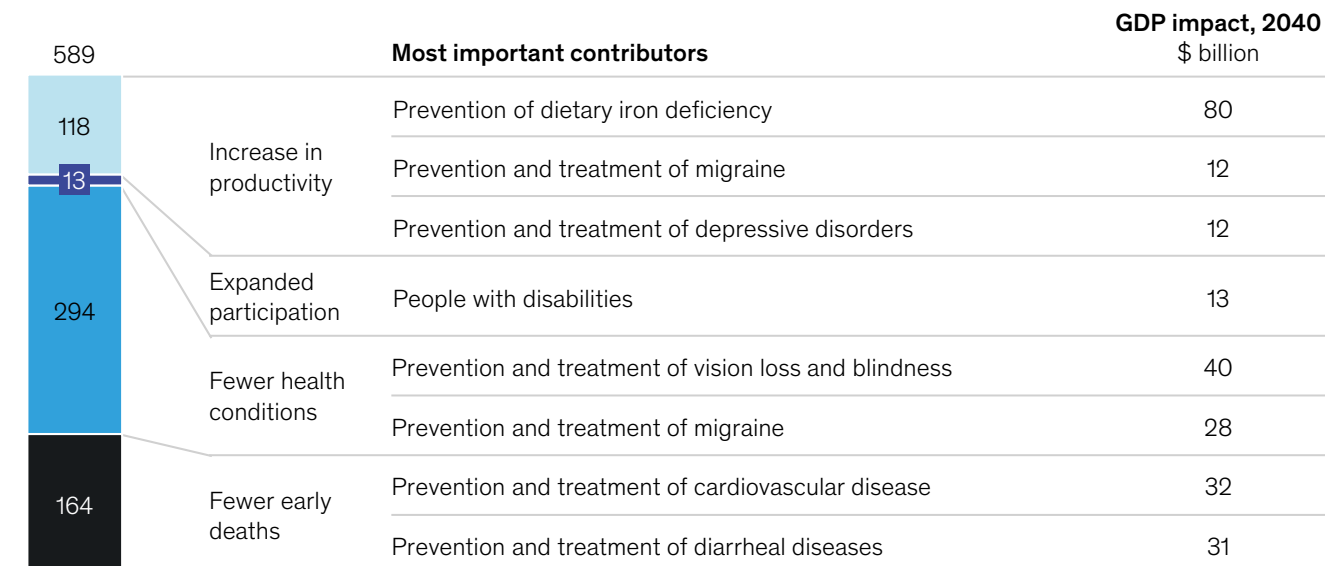 GDP impact, 2040
589
Most important contributors
$ billion
118
Increase in
productivity
Prevention of dietary iron deficiency
80
Prevention and treatment of migraine
12
Prevention and treatment of depressive disorders
12
13
Expanded
participation
People with disabilities
13
294
Fewer health
conditions
Prevention and treatment of vision loss and blindness
40
Prevention and treatment of migraine
28
164
Fewer early
deaths
Prevention and treatment of cardiovascular disease
32
Prevention and treatment of diarrheal diseases
31